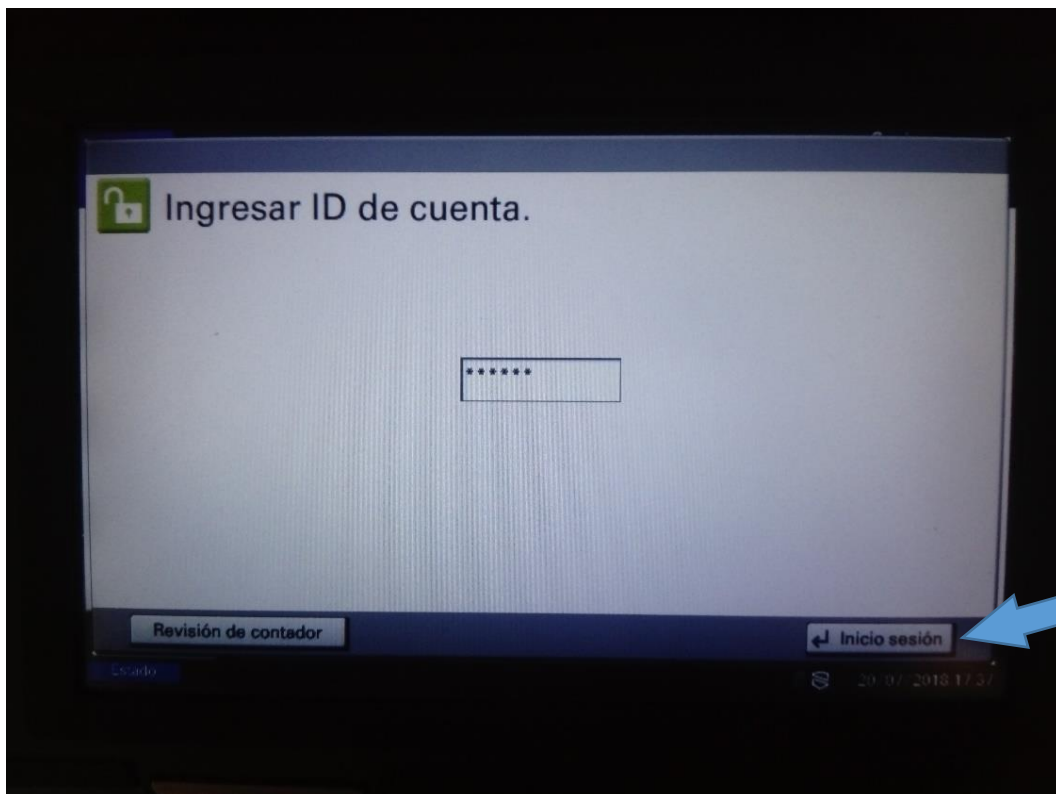 Ingresar ID de cuenta.
******
Revisión de contador
Inicio sesión
Estado
20/07/2018 17:37